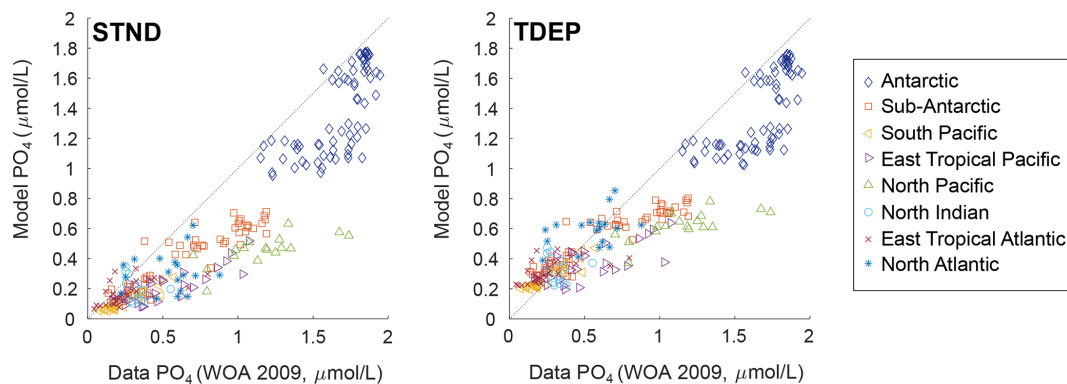 STND
2
1.8
1.6
1.4
1.2
1
0.8
0.6
0.4
0.2
0
Model PO4 (μmol/L)
0 0.5 1 1.5 2
Data PO4 (WOA 2009, μmol/L)
TDEP
2
1.8
1.6
1.4
1.2
1
0.8
0.6
0.4
0.2
0
Model PO4 (μmol/L)
0 0.5 1 1.5 2
Data PO4 (WOA 2009, μmol/L)
Antarctic
Sub-Antarctic
South Pacific
East Tropical Pacific
North Pacific
North Indian
East Tropical Atlantic
North Atlantic